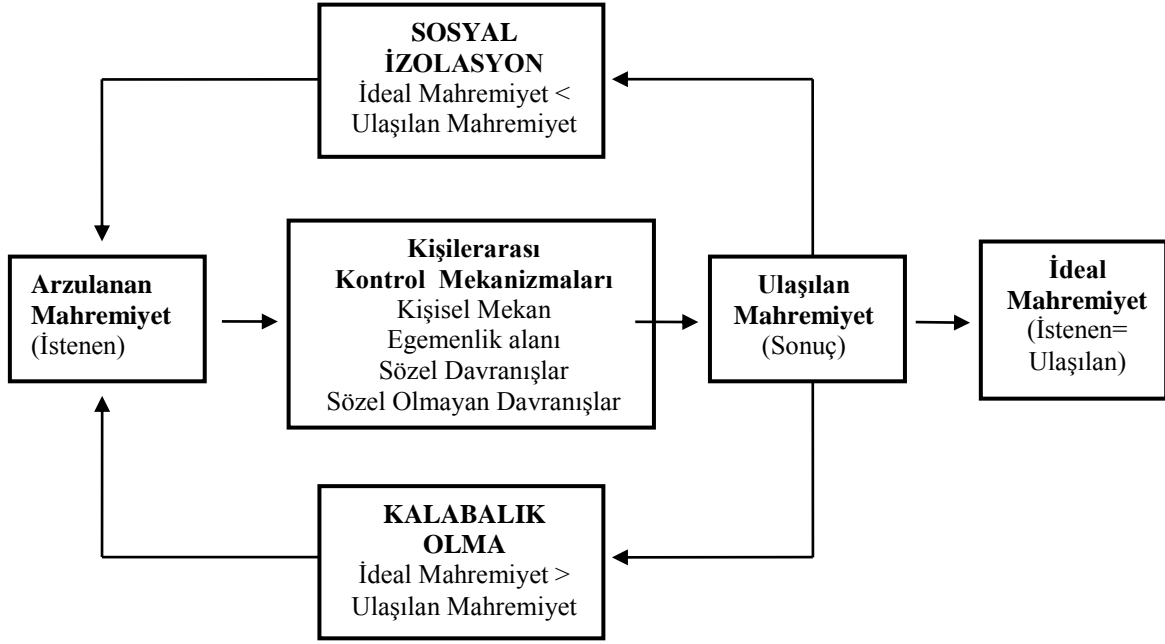 SOSYAL
İZOLASYON
İdeal Mahremiyet <
Ulaşılan Mahremiyet
Arzulanan
Mahremiyet
(İstenen)
Kişilerarası
Kontrol Mekanizmaları
Kişisel Mekan
Egemenlik alanı
Sözel Davranışlar
Sözel Olmayan Davranışlar
Ulaşılan
Mahremiyet
(Sonuç)
İdeal
Mahremiyet
(İstenen=
Ulaşılan)
KALABALIK
OLMA
İdeal Mahremiyet >
Ulaşılan Mahremiyet